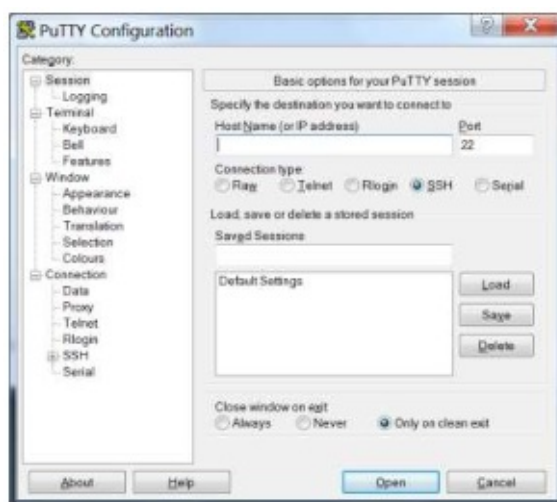 PuTTY Configuration
Category:
Session
Logging
Terminal
Keyboard
Bell
Features
Window
Appearance
Behaviour
Translation
Selection
Colours
Connection
Data
Proxy
Telnet
Rlogin
SSH
Serial
Basic options for your PuTTY session
Specify the destination you want to connect to
Host Name (or IP address) Port
22
Connection type:
Raw Telnet Rlogin SSH Serial
Load, save or delete a stored session
Saved Sessions
Default Settings
Load
Save
Delete
Close window on exit
Always Never Only on clean exit
About Help Open Cancel